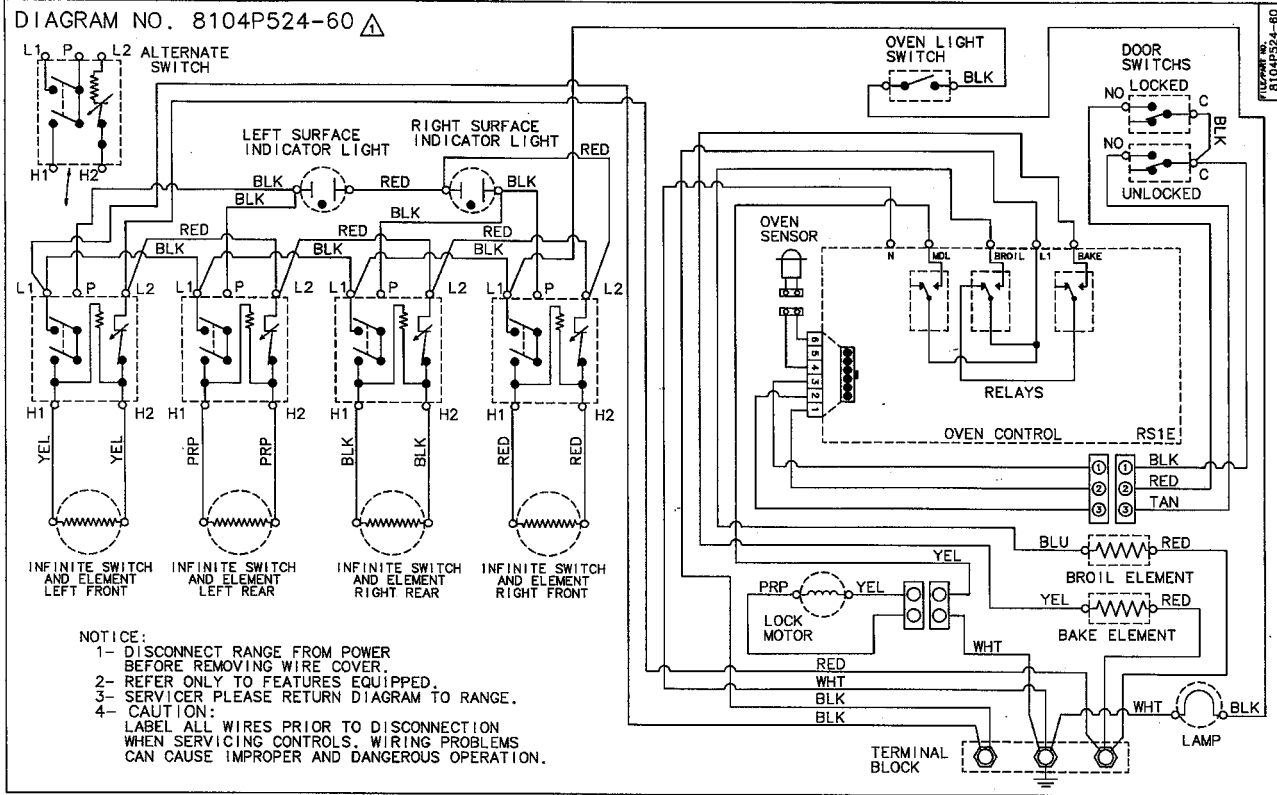 DIAGRAM NO. 8104P524-60 1
FILE/PART NO.
8104P524-60
L1 P L2 ALTERNATE
SWITCH
H1 H2
LEFT SURFACE
INDICATOR LIGHT
RIGHT SURFACE
INDICATOR LIGHT
RED
BLK RED BLK
BLK
BLK
RED RED RED
BLK BLK BLK
L1 P L2 L1 P L2 L1 P L2 L1 P L2
H1 H2 H1 H2 H1 H2 H1 H2
YEL YEL PRP PRP BLK BLK RED RED
INFINITE SWITCH
AND ELEMENT
LEFT FRONT
INFINITE SWITCH
AND ELEMENT
LEFT REAR
INFINITE SWITCH
AND ELEMENT
RIGHT REAR
INFINITE SWITCH
AND ELEMENT
RIGHT FRONT
OVEN LIGHT
SWITCH
BLK
DOOR
SWITCHS
LOCKED
NO C
BLK
NO C
UNLOCKED
OVEN
SENSOR
N MDL BROIL L1 BAKE
6
5
4
3
2
1
RELAYS
OVEN CONTROL RS1E
1 1 BLK
2 2 RED
3 3 TAN
BLU RED
BROIL ELEMENT
YEL
YEL RED
BAKE ELEMENT
PRP YEL
LOCK
MOTOR
WHT
RED
WHT
BLK
BLK
WHT BLK
LAMP
TERMINAL
BLOCK
NOTICE:
1- DISCONNECT RANGE FROM POWER
BEFORE REMOVING WIRE COVER.
2- REFER ONLY TO FEATURES EQUIPPED.
3- SERVICER PLEASE RETURN DIAGRAM TO RANGE.
4- CAUTION:
LABEL ALL WIRES PRIOR TO DISCONNECTION
WHEN SERVICING CONTROLS. WIRING PROBLEMS
CAN CAUSE IMPROPER AND DANGEROUS OPERATION.